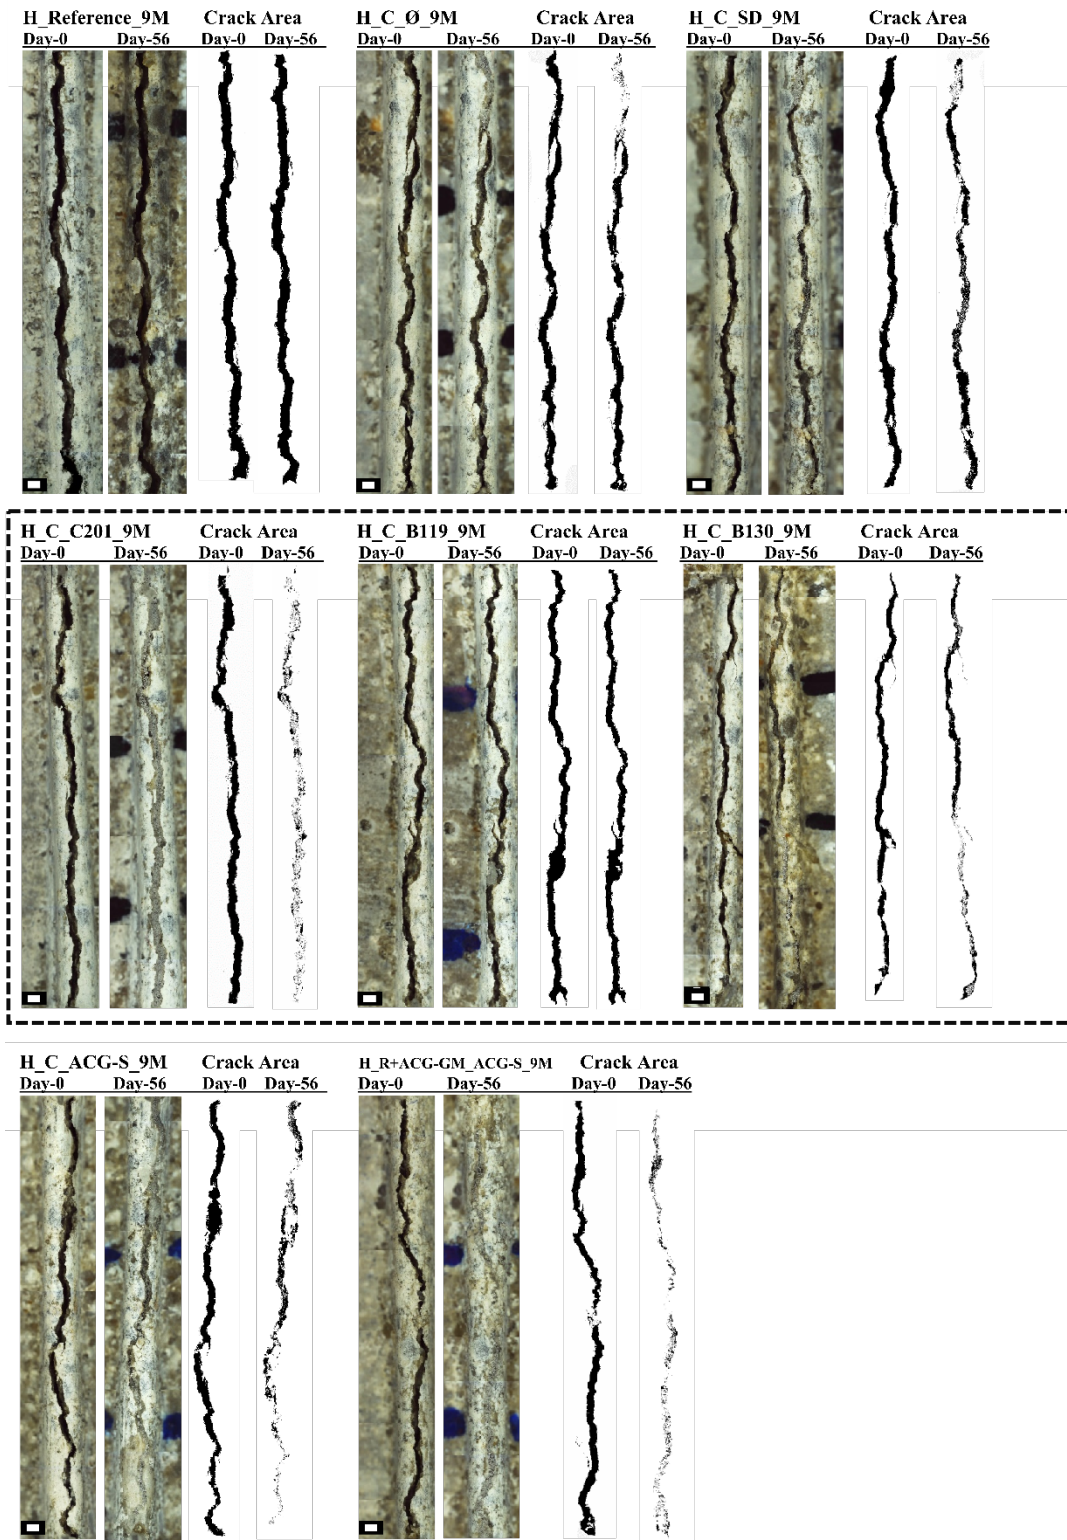 H_Reference_9M Crack Area
Day-0 Day-56 Day-0 Day-56
H_C_Ø_9M Crack Area
Day-0 Day-56 Day-0 Day-56
H_C_SD_9M Crack Area
Day-0 Day-56 Day-0 Day-56
H_C_C201_9M Crack Area
Day-0 Day-56 Day-0 Day-56
H_C_B119_9M Crack Area
Day-0 Day-56 Day-0 Day-56
H_C_B130_9M Crack Area
Day-0 Day-56 Day-0 Day-56
H_C_ACG-S_9M Crack Area
Day-0 Day-56 Day-0 Day-56
H_R+ACG-GM_ACG-S_9M Crack Area
Day-0 Day-56 Day-0 Day-56